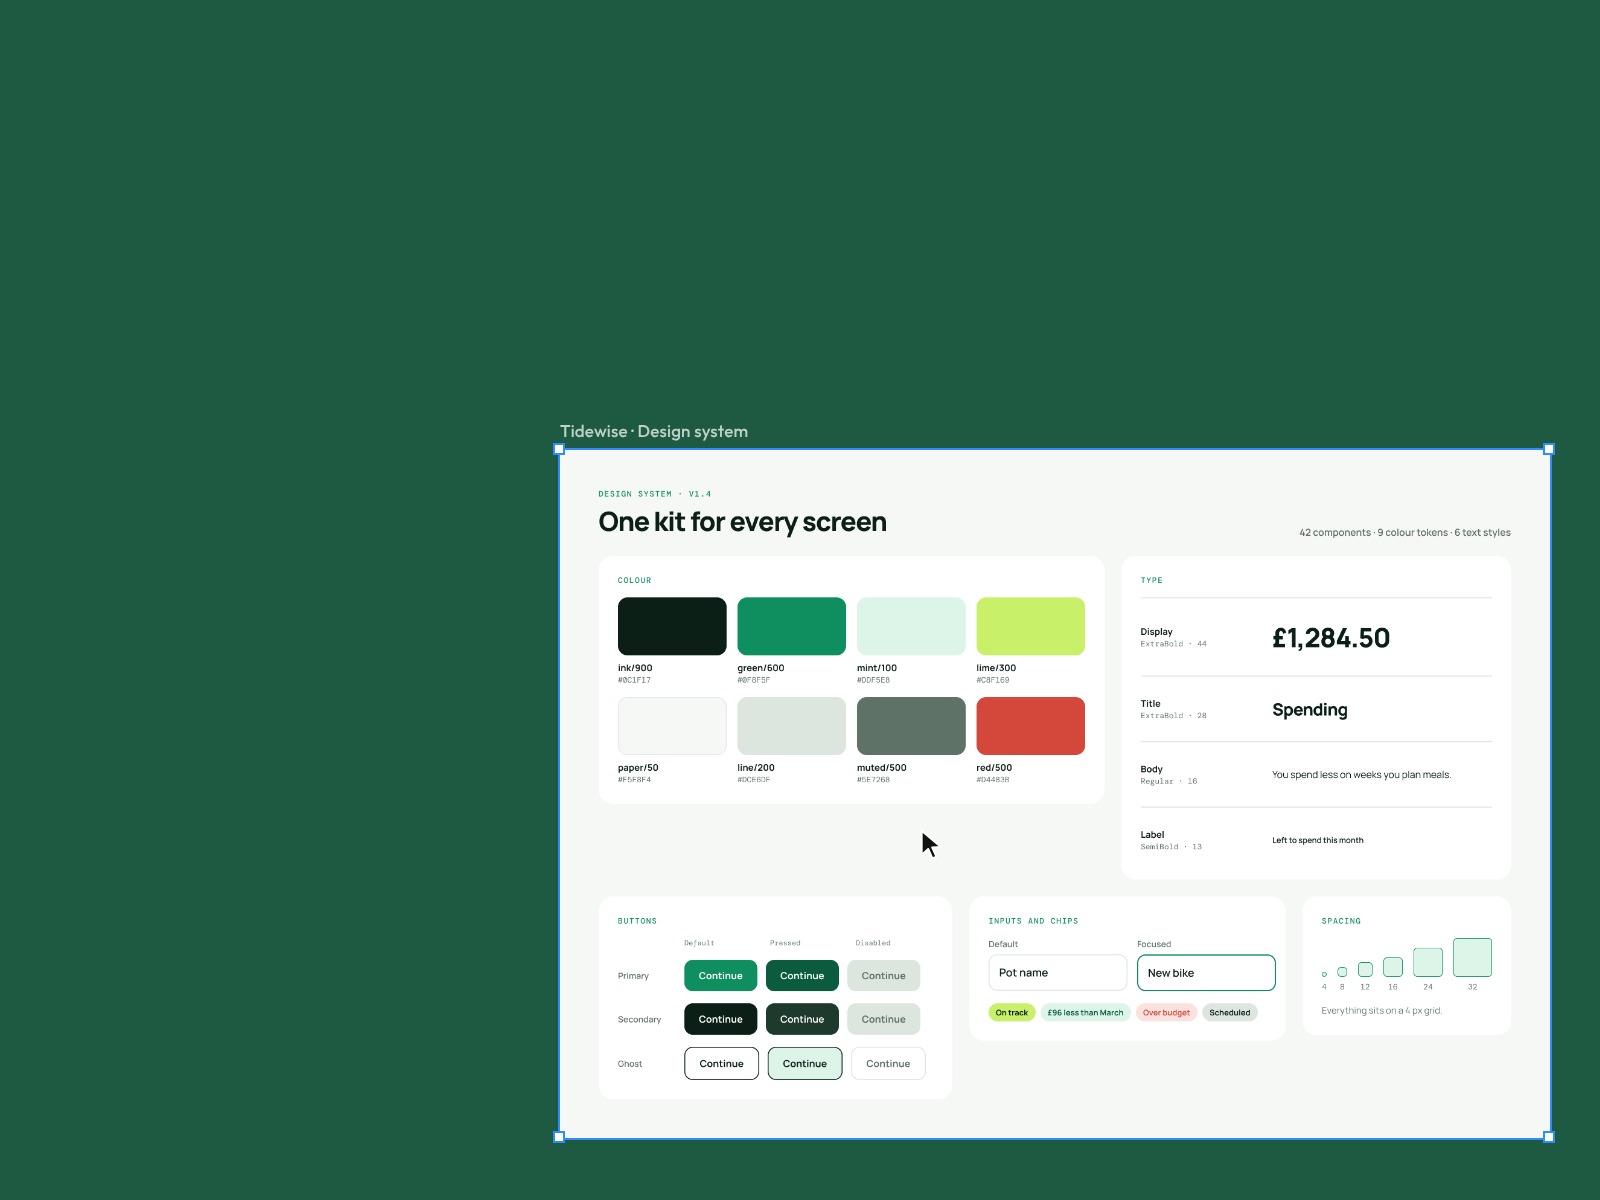 Tidewise · Design system
DESIGN SYSTEM · V1.4
One kit for every screen
42 components · 9 colour tokens · 6 text styles
COLOUR
ink/900
#0C1F17
green/600
#0F8F5F
mint/100
#DDF5E8
lime/300
#C8F169
paper/50
#F5F8F4
line/200
#DCE6DF
muted/500
#5E7268
red/500
#D4483B
TYPE
Display
ExtraBold · 44
£1,284.50
Title
ExtraBold · 28
Spending
Body
Regular · 16
You spend less on weeks you plan meals.
Label
SemiBold · 13
Left to spend this month
BUTTONS
Default Pressed Disabled
Primary Continue Continue Continue
Secondary Continue Continue Continue
Ghost Continue Continue Continue
INPUTS AND CHIPS
Default Focused
Pot name New bike
On track £96 less than March Over budget Scheduled
SPACING
4 8 12 16 24 32
Everything sits on a 4 px grid.